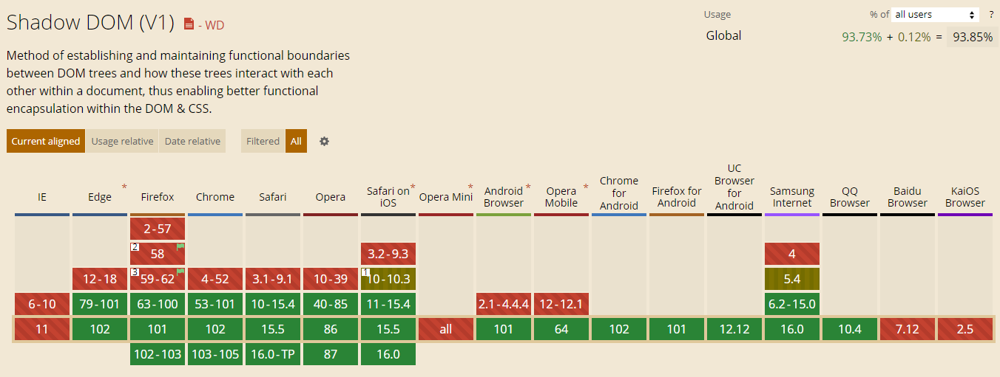 Shadow DOM (V1) - WD
Usage % of all users ?
Global 93.73% + 0.12% = 93.85%
Method of establishing and maintaining functional boundaries
between DOM trees and how these trees interact with each
other within a document, thus enabling better functional
encapsulation within the DOM & CSS.
Current aligned Usage relative Date relative Filtered All
IE
Edge *
Firefox
Chrome
Safari
Opera
Safari on iOS *
Opera Mini *
Android Browser *
Opera Mobile *
Chrome for Android
Firefox for Android
UC Browser for Android
Samsung Internet
QQ Browser
Baidu Browser
KaiOS Browser
2-57
2 58 3.2-9.3 4
12-18 3 59-62 4-52 3.1-9.1 10-39 1 10-10.3 5.4
6-10 79-101 63-100 53-101 10-15.4 40-85 11-15.4 2.1-4.4.4 12-12.1 6.2-15.0
11 102 101 102 15.5 86 15.5 all 101 64 102 101 12.12 16.0 10.4 7.12 2.5
102-103 103-105 16.0-TP 87 16.0